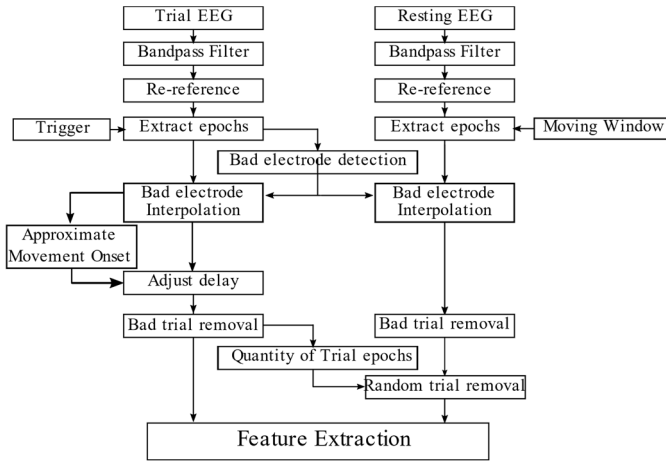 Trial EEG
Resting EEG
Bandpass Filter
Bandpass Filter
Re-reference
Re-reference
Trigger
Extract epochs
Extract epochs
Moving Window
Bad electrode detection
Bad electrode
Interpolation
Bad electrode
Interpolation
Approximate
Movement Onset
Adjust delay
Bad trial removal
Bad trial removal
Quantity of Trial epochs
Random trial removal
Feature Extraction